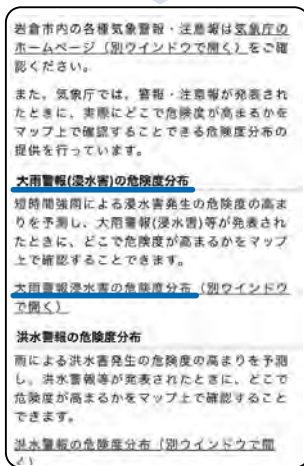 岩倉市内の各種気象警報・注意報は気象庁の
ホームページ（別ウインドウで開く）をご確
認ください。
また、気象庁では、警報・注意報が発表され
たときに、実際にどこで危険度が高まるかを
マップ上で確認することできる危険度分布の
提供を行っています。
大雨警報(浸水害)の危険度分布
短時間強雨による浸水害発生の危険度の高ま
りを予測し、大雨警報(浸水害)等が発表され
たときに、どこで危険度が高まるかをマップ
上で確認することできます。
大雨警報浸水害の危険度分布（別ウインドウ
で開く）
洪水警報の危険度分布
雨による洪水害発生の危険度の高まりを予測
し、洪水警報等が発表されたときに、どこで
危険度が高まるかをマップ上で確認すること
できます。
洪水警報の危険度分布（別ウインドウで開
く）